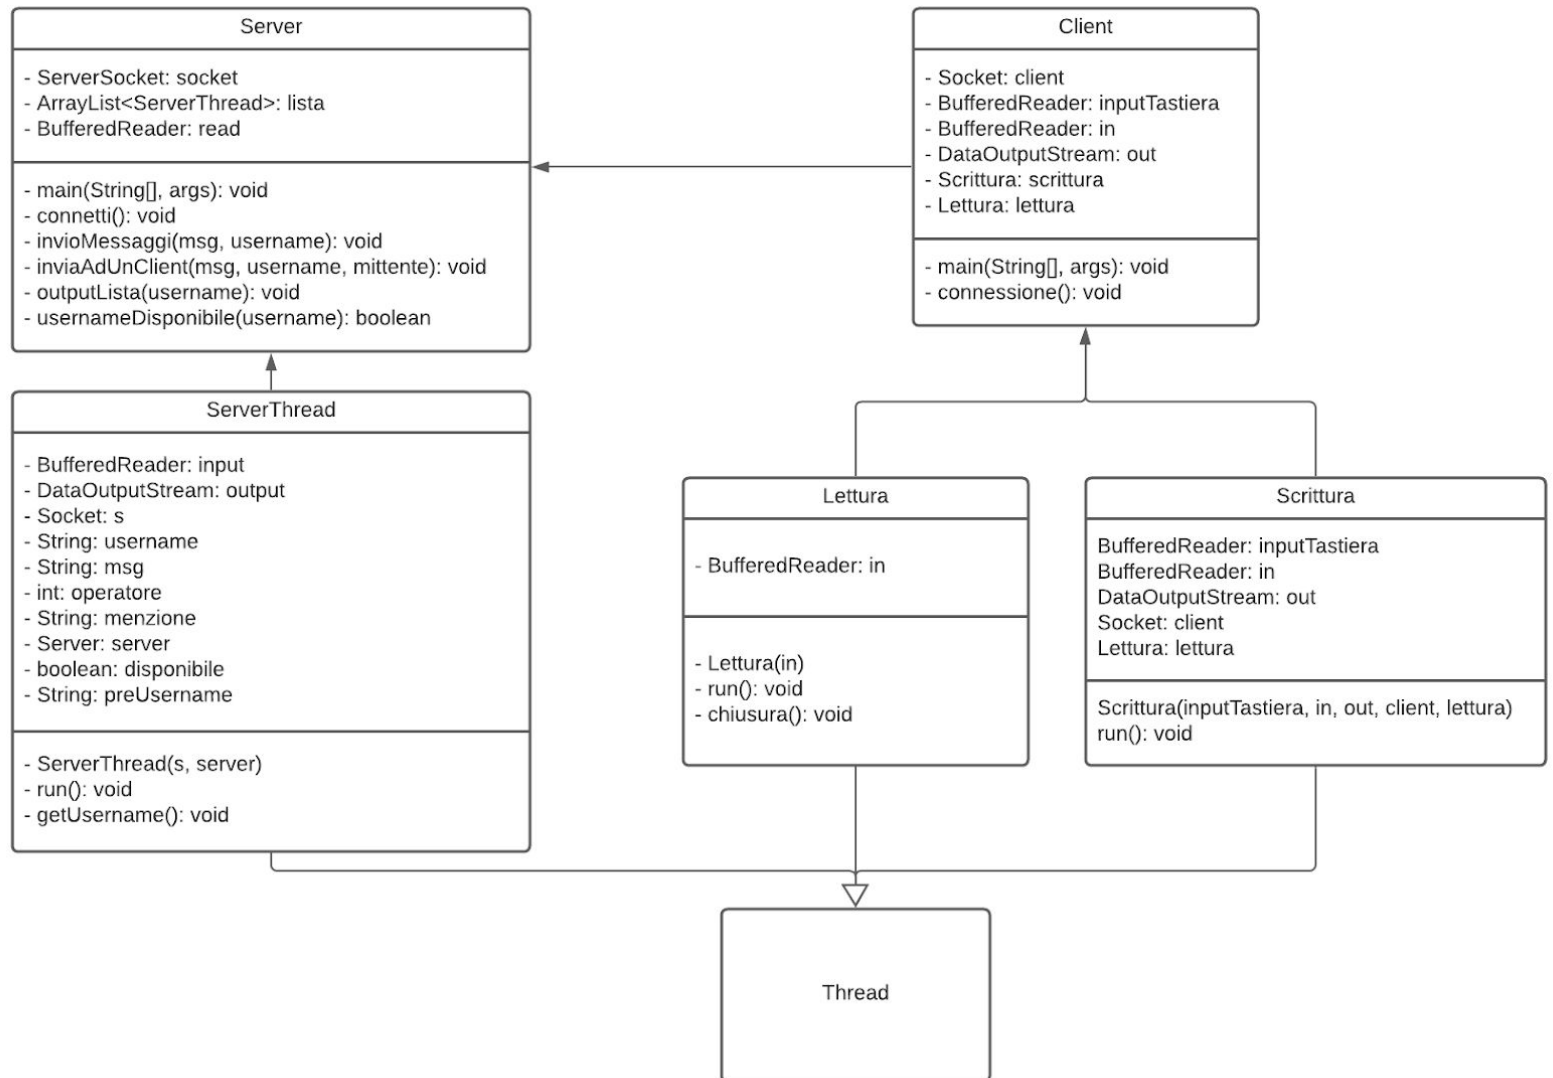 Server
- ServerSocket: socket
- ArrayList<ServerThread>: lista
- BufferedReader: read
- main(String[], args): void
- connetti(): void
- invioMessaggi(msg, username): void
- inviaAdUnClient(msg, username, mittente): void
- outputLista(username): void
- usernameDisponibile(username): boolean
Client
- Socket: client
- BufferedReader: inputTastiera
- BufferedReader: in
- DataOutputStream: out
- Scrittura: scrittura
- Lettura: lettura
- main(String[], args): void
- connessione(): void
ServerThread
- BufferedReader: input
- DataOutputStream: output
- Socket: s
- String: username
- String: msg
- int: operatore
- String: menzione
- Server: server
- boolean: disponibile
- String: preUsername
- ServerThread(s, server)
- run(): void
- getUsername(): void
Lettura
- BufferedReader: in
- Lettura(in)
- run(): void
- chiusura(): void
Scrittura
BufferedReader: inputTastiera
BufferedReader: in
DataOutputStream: out
Socket: client
Lettura: lettura
Scrittura(inputTastiera, in, out, client, lettura)
run(): void
Thread